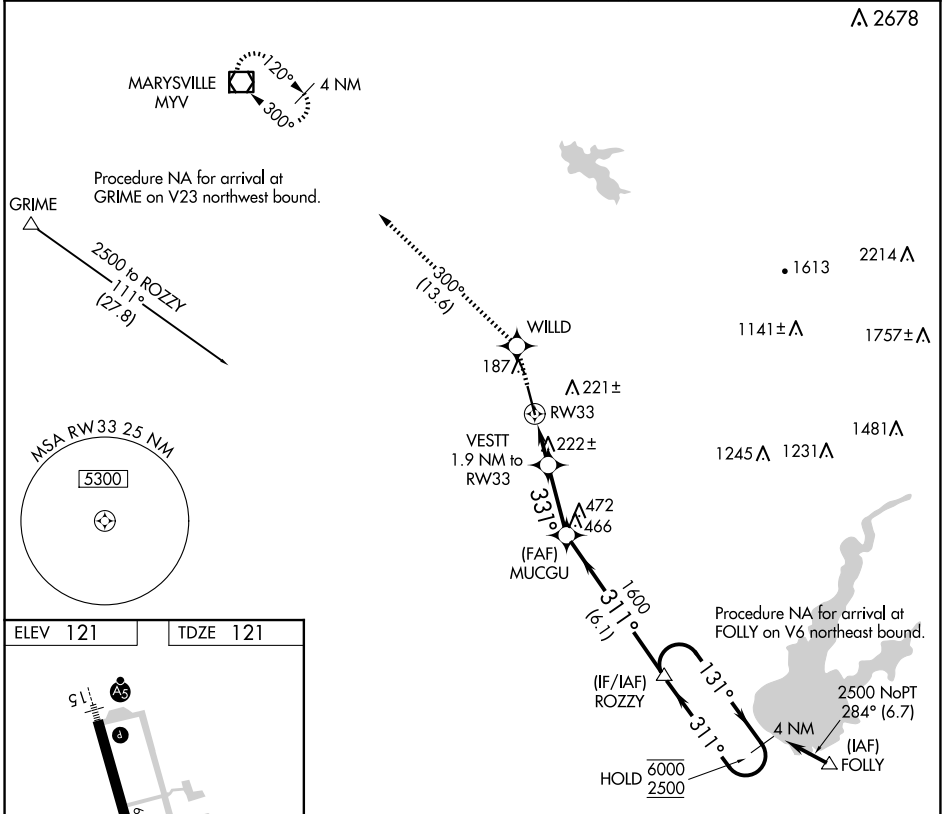 2678
120°
MARYSVILLE
MYV
4 NM
300°
Procedure NA for arrival at
GRIME on V23 northwest bound.
GRIME
2500 to ROZZY
111°
(27.8)
300°
(13.6)
1613
2214
WILLD
1141±
1757±
187
221±
RW33
MSA RW33 25 NM
5300
VESTT
1.9 NM to
RW33
222±
1481
1245
1231
331°
472
466
(FAF)
MUCGU
1600
311°
(6.1)
Procedure NA for arrival at
FOLLY on V6 northeast bound.
ELEV 121
TDZE 121
(IF/IAF)
ROZZY
131°
2500 NoPT
284° (6.7)
311°
4 NM
(IAF)
FOLLY
HOLD
6000
2500
15
A5
P